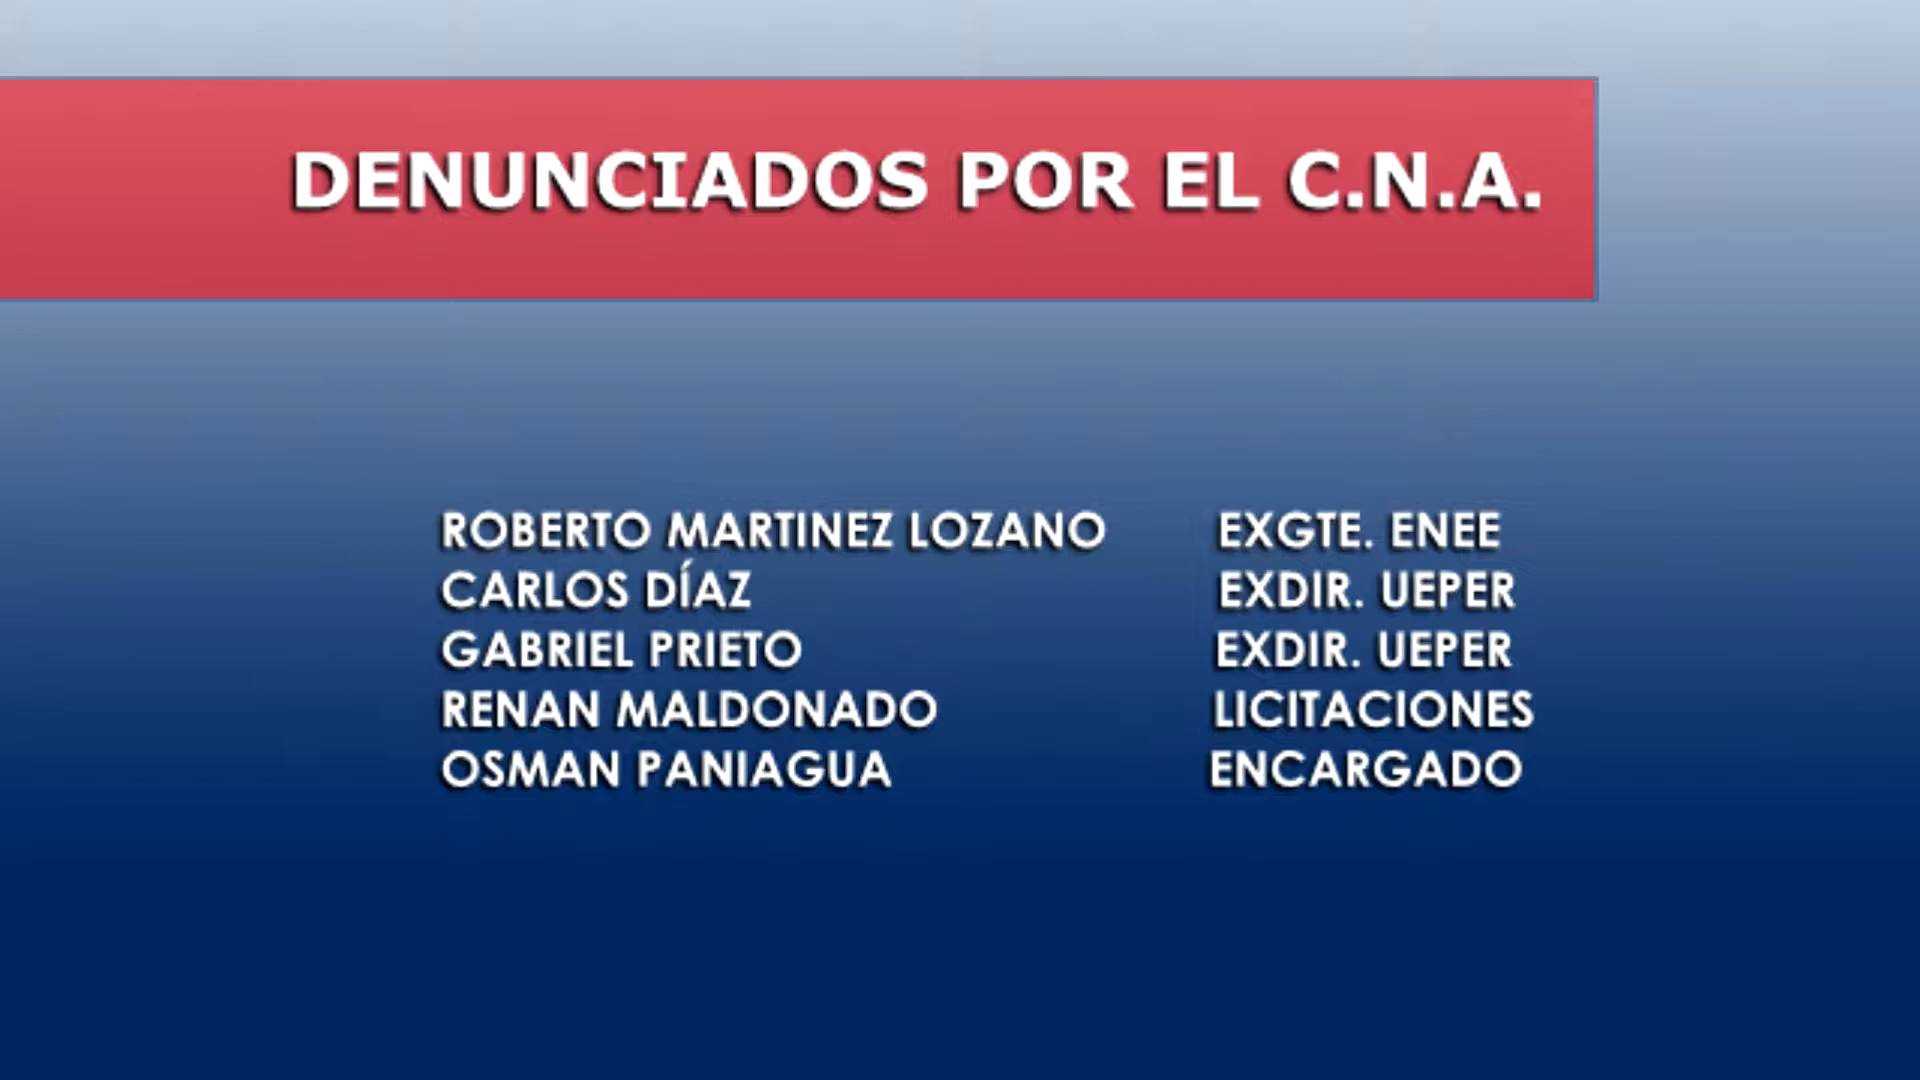 DENUNCIADOS POR EL C.N.A.
ROBERTO MARTINEZ LOZANO EXGTE. ENEE
CARLOS DÍAZ EXDIR. UEPER
GABRIEL PRIETO EXDIR. UEPER
RENAN MALDONADO LICITACIONES
OSMAN PANIAGUA ENCARGADO